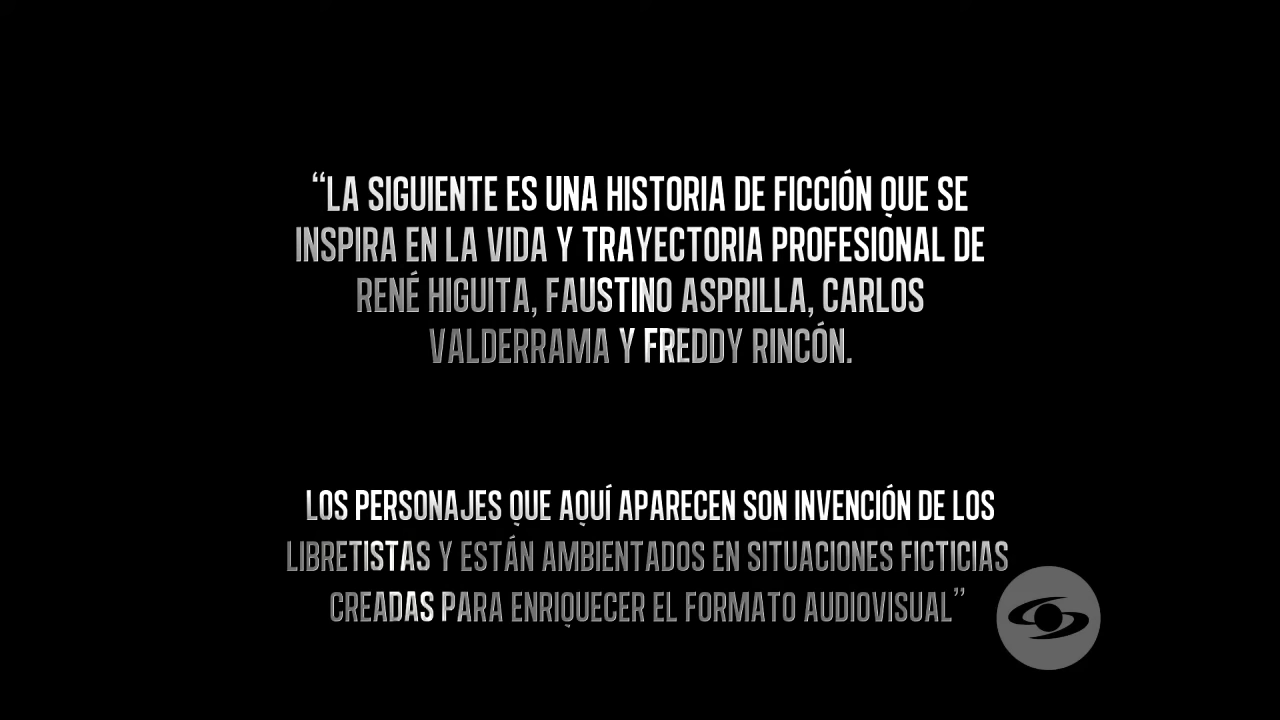 “LA SIGUIENTE ES UNA HISTORIA DE FICCIÓN QUE SE
INSPIRA EN LA VIDA Y TRAYECTORIA PROFESIONAL DE
RENÉ HIGUITA, FAUSTINO ASPRILLA, CARLOS
VALDERRAMA Y FREDDY RINCÓN.
LOS PERSONAJES QUE AQUÍ APARECEN SON INVENCIÓN DE LOS
LIBRETISTAS Y ESTÁN AMBIENTADOS EN SITUACIONES FICTICIAS
CREADAS PARA ENRIQUECER EL FORMATO AUDIOVISUAL”